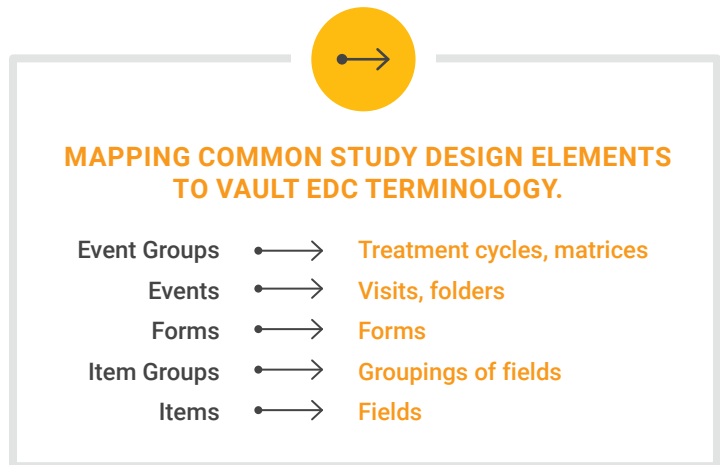 MAPPING COMMON STUDY DESIGN ELEMENTS
TO VAULT EDC TERMINOLOGY.
Event Groups Treatment cycles, matrices
Events Visits, folders
Forms Forms
Item Groups Groupings of fields
Items Fields